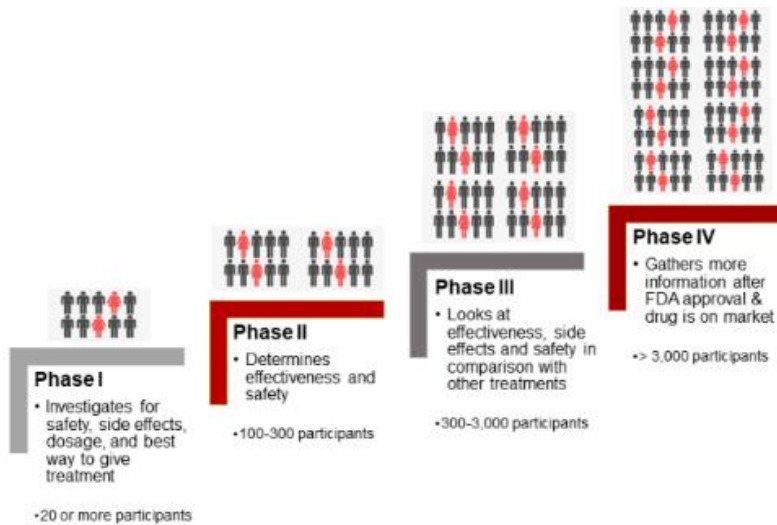 Phase I
• Investigates for
safety, side effects,
dosage, and best
way to give
treatment
•20 or more participants
Phase II
• Determines
effectiveness and
safety
•100-300 participants
Phase III
• Looks at
effectiveness, side
effects and safety in
comparison with
other treatments
•300-3,000 participants
Phase IV
• Gathers more
information after
FDA approval &
drug is on market
•> 3,000 participants